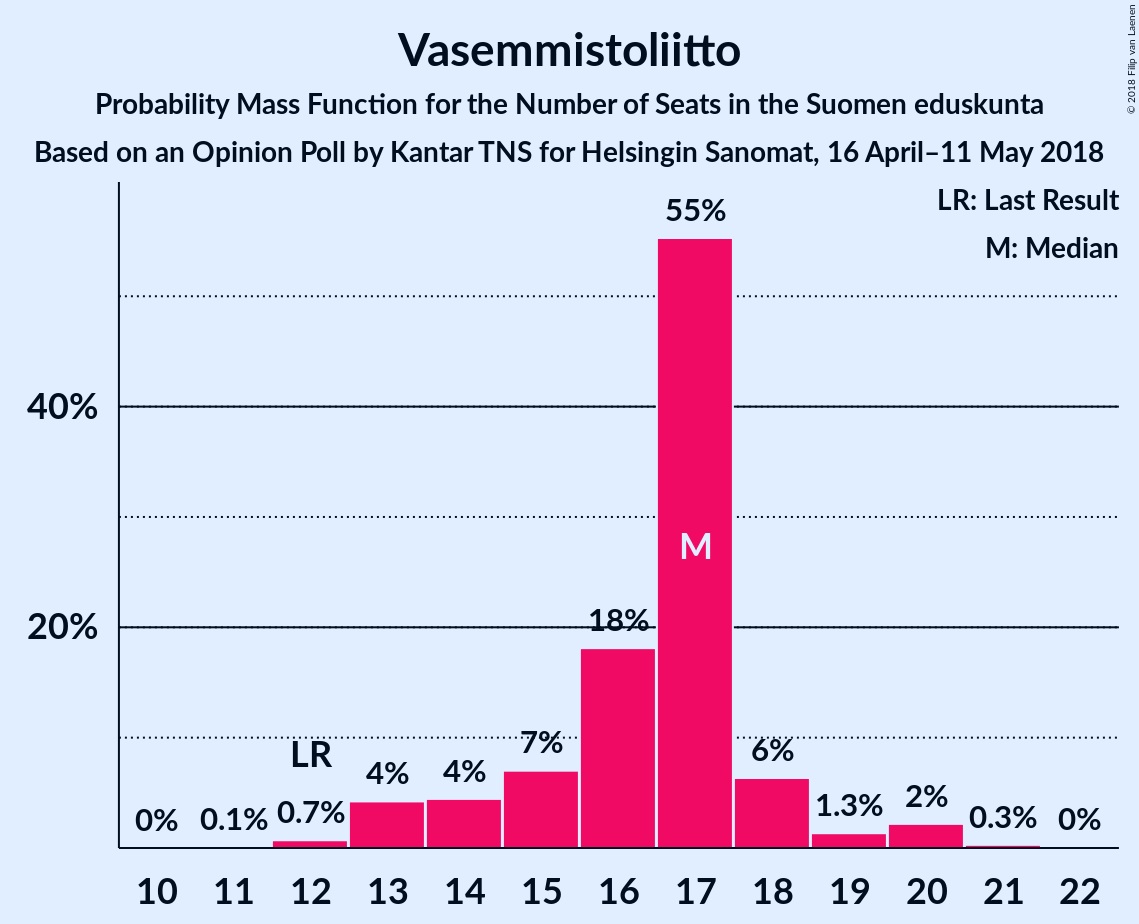 Vasemmistoliitto
Probability Mass Function for the Number of Seats in the Suomen eduskunta
Based on an Opinion Poll by Kantar TNS for Helsingin Sanomat, 16 April–11 May 2018
© 2018 Filip van Laenen
LR: Last Result
M: Median
55%
40%
M
20%
18%
LR
7%
6%
4%
4%
2%
1.3%
0%
0.1%
0.7%
0.3%
0%
10 11 12 13 14 15 16 17 18 19 20 21 22